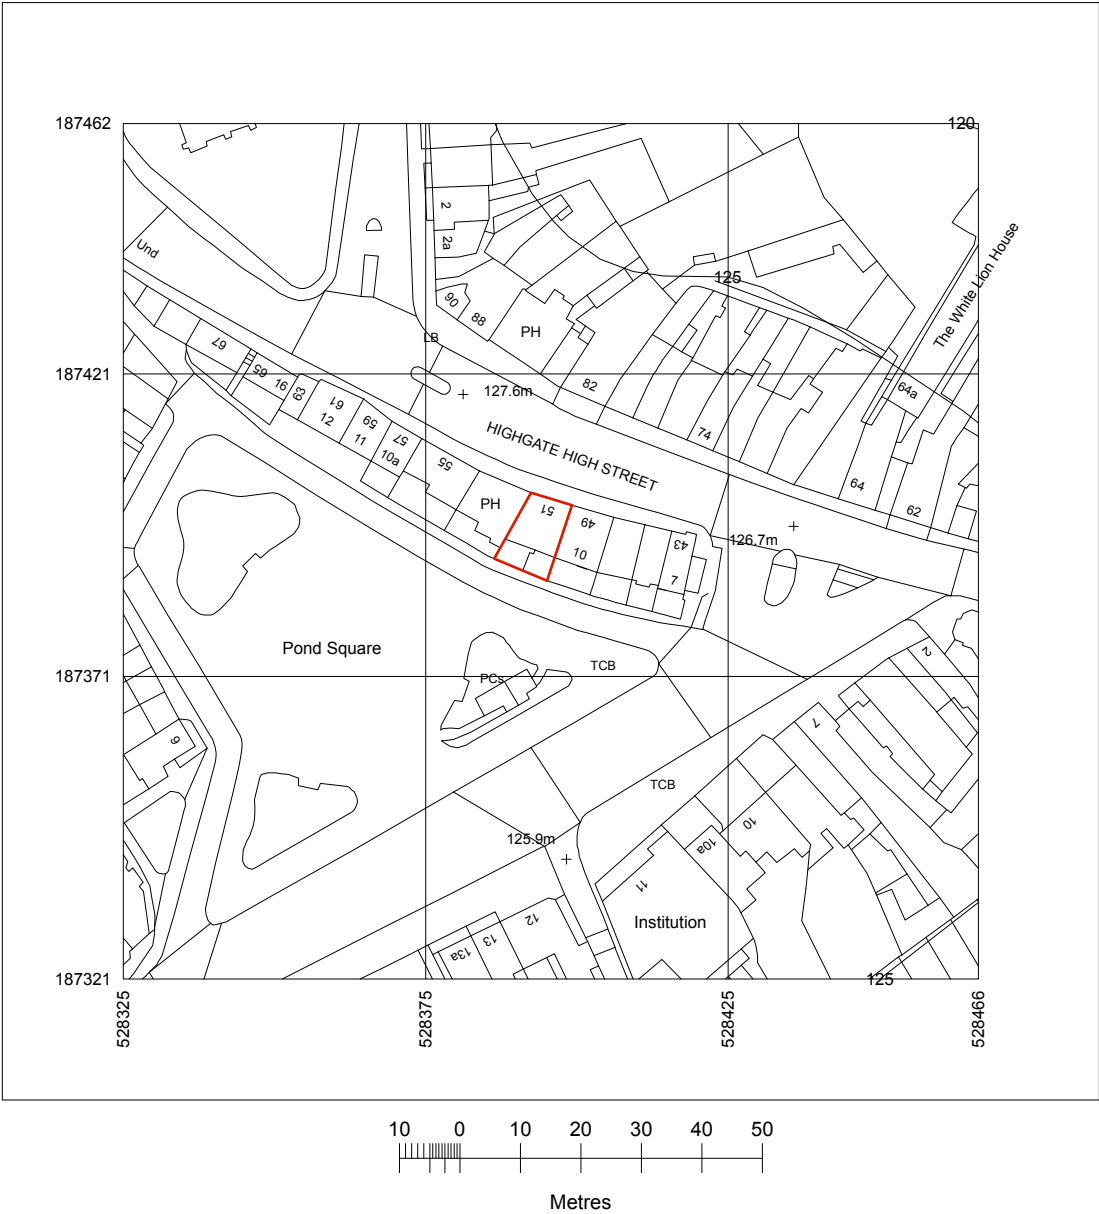 187462
120
2
Und
2a
The White Lion House
125
90
88
PH
LB
67
187421
65
16
63
127.6m
82
64a
61
12
59
11
57
10a
HIGHGATE HIGH STREET
74
55
64
PH
51
49
62
10
43
126.7m
7
Pond Square
TCB
2
187371
PCs
7
9
TCB
10
125.9m
10a
11
12
Institution
13
13a
187321
125
528325
528375
528425
528466
10 0 10 20 30 40 50
Metres